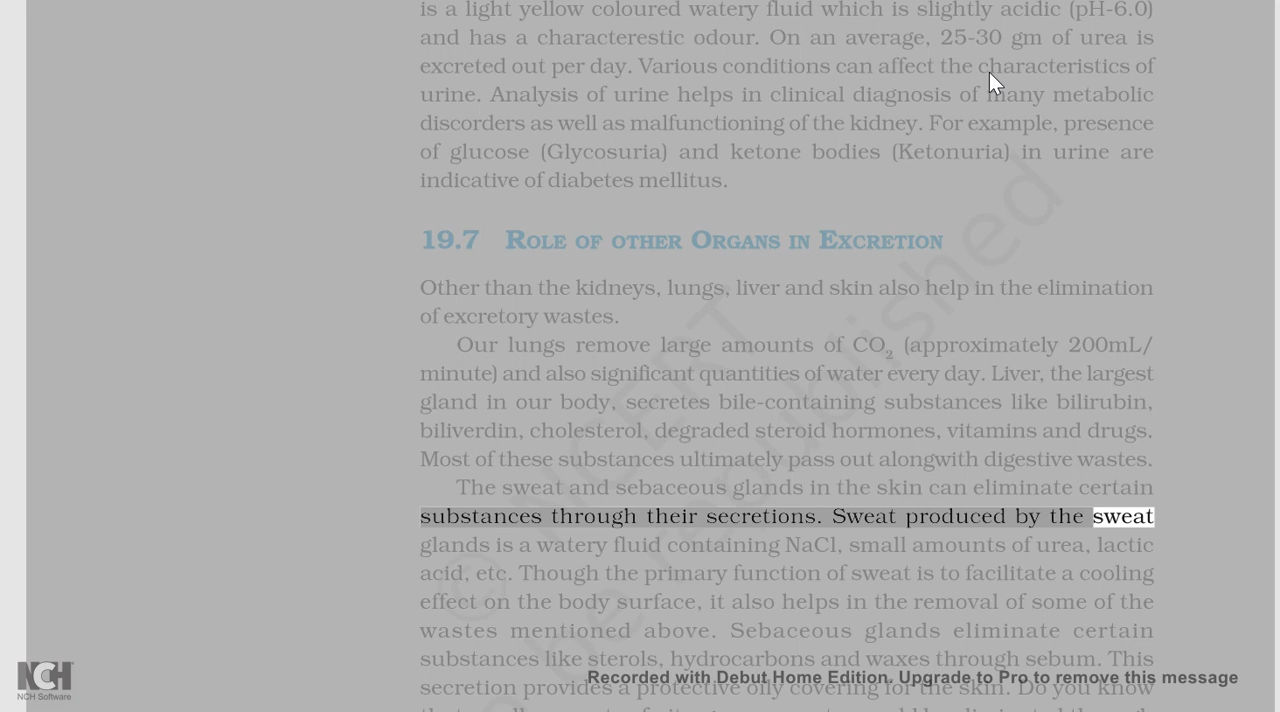 is a light yellow coloured watery fluid which is slightly acidic (pH-6.0)
and has a characterestic odour. On an average, 25-30 gm of urea is
excreted out per day. Various conditions can affect the characteristics of
urine. Analysis of urine helps in clinical diagnosis of many metabolic
discorders as well as malfunctioning of the kidney. For example, presence
of glucose (Glycosuria) and ketone bodies (Ketonuria) in urine are
indicative of diabetes mellitus.
19.7 Role of other Organs in Excretion
Other than the kidneys, lungs, liver and skin also help in the elimination
of excretory wastes.
Our lungs remove large amounts of CO₂ (approximately 200mL/
minute) and also significant quantities of water every day. Liver, the largest
gland in our body, secretes bile-containing substances like bilirubin,
biliverdin, cholesterol, degraded steroid hormones, vitamins and drugs.
Most of these substances ultimately pass out alongwith digestive wastes.
The sweat and sebaceous glands in the skin can eliminate certain
substances through their secretions. Sweat produced by the sweat
glands is a watery fluid containing NaCl, small amounts of urea, lactic
acid, etc. Though the primary function of sweat is to facilitate a cooling
effect on the body surface, it also helps in the removal of some of the
wastes mentioned above. Sebaceous glands eliminate certain
substances like sterols, hydrocarbons and waxes through sebum. This
secretion provides a protective oily covering for the skin. Do you know
© NCERT
be republished
NCH
NCH Software
Recorded with Debut Home Edition. Upgrade to Pro to remove this message